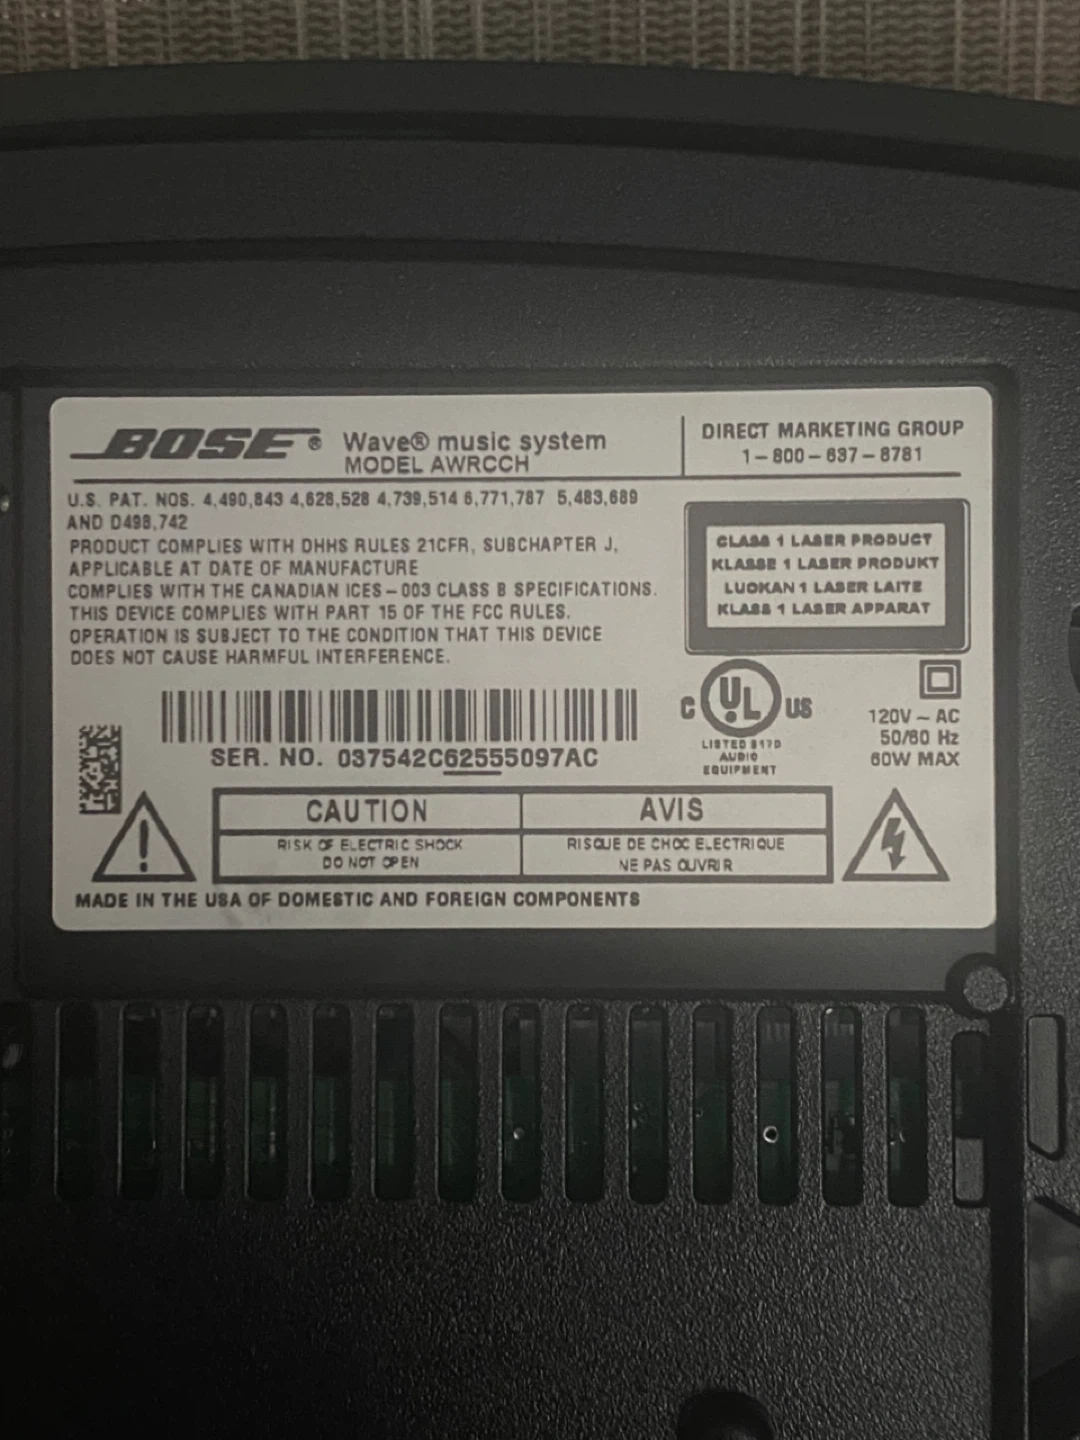 BOSE® Wave® music system
MODEL AWRCCH
DIRECT MARKETING GROUP
1-800-637-8781
U.S. PAT. NOS. 4,490,843 4,628,528 4,739,514 6,771,787 5,483,689
AND D498,742
PRODUCT COMPLIES WITH DHHS RULES 21CFR, SUBCHAPTER J,
APPLICABLE AT DATE OF MANUFACTURE
COMPLIES WITH THE CANADIAN ICES-003 CLASS B SPECIFICATIONS.
THIS DEVICE COMPLIES WITH PART 15 OF THE FCC RULES.
OPERATION IS SUBJECT TO THE CONDITION THAT THIS DEVICE
DOES NOT CAUSE HARMFUL INTERFERENCE.
CLASS 1 LASER PRODUCT
KLASSE 1 LASER PRODUKT
LUOKAN 1 LASER LAITE
KLASS 1 LASER APPARAT
C UL US
LISTED 917D
AUDIO
EQUIPMENT
120V ~ AC
50/60 Hz
60W MAX
SER. NO. 037542C62555097AC
CAUTION
RISK OF ELECTRIC SHOCK
DO NOT OPEN
AVIS
RISQUE DE CHOC ELECTRIQUE
NE PAS OUVRIR
MADE IN THE USA OF DOMESTIC AND FOREIGN COMPONENTS